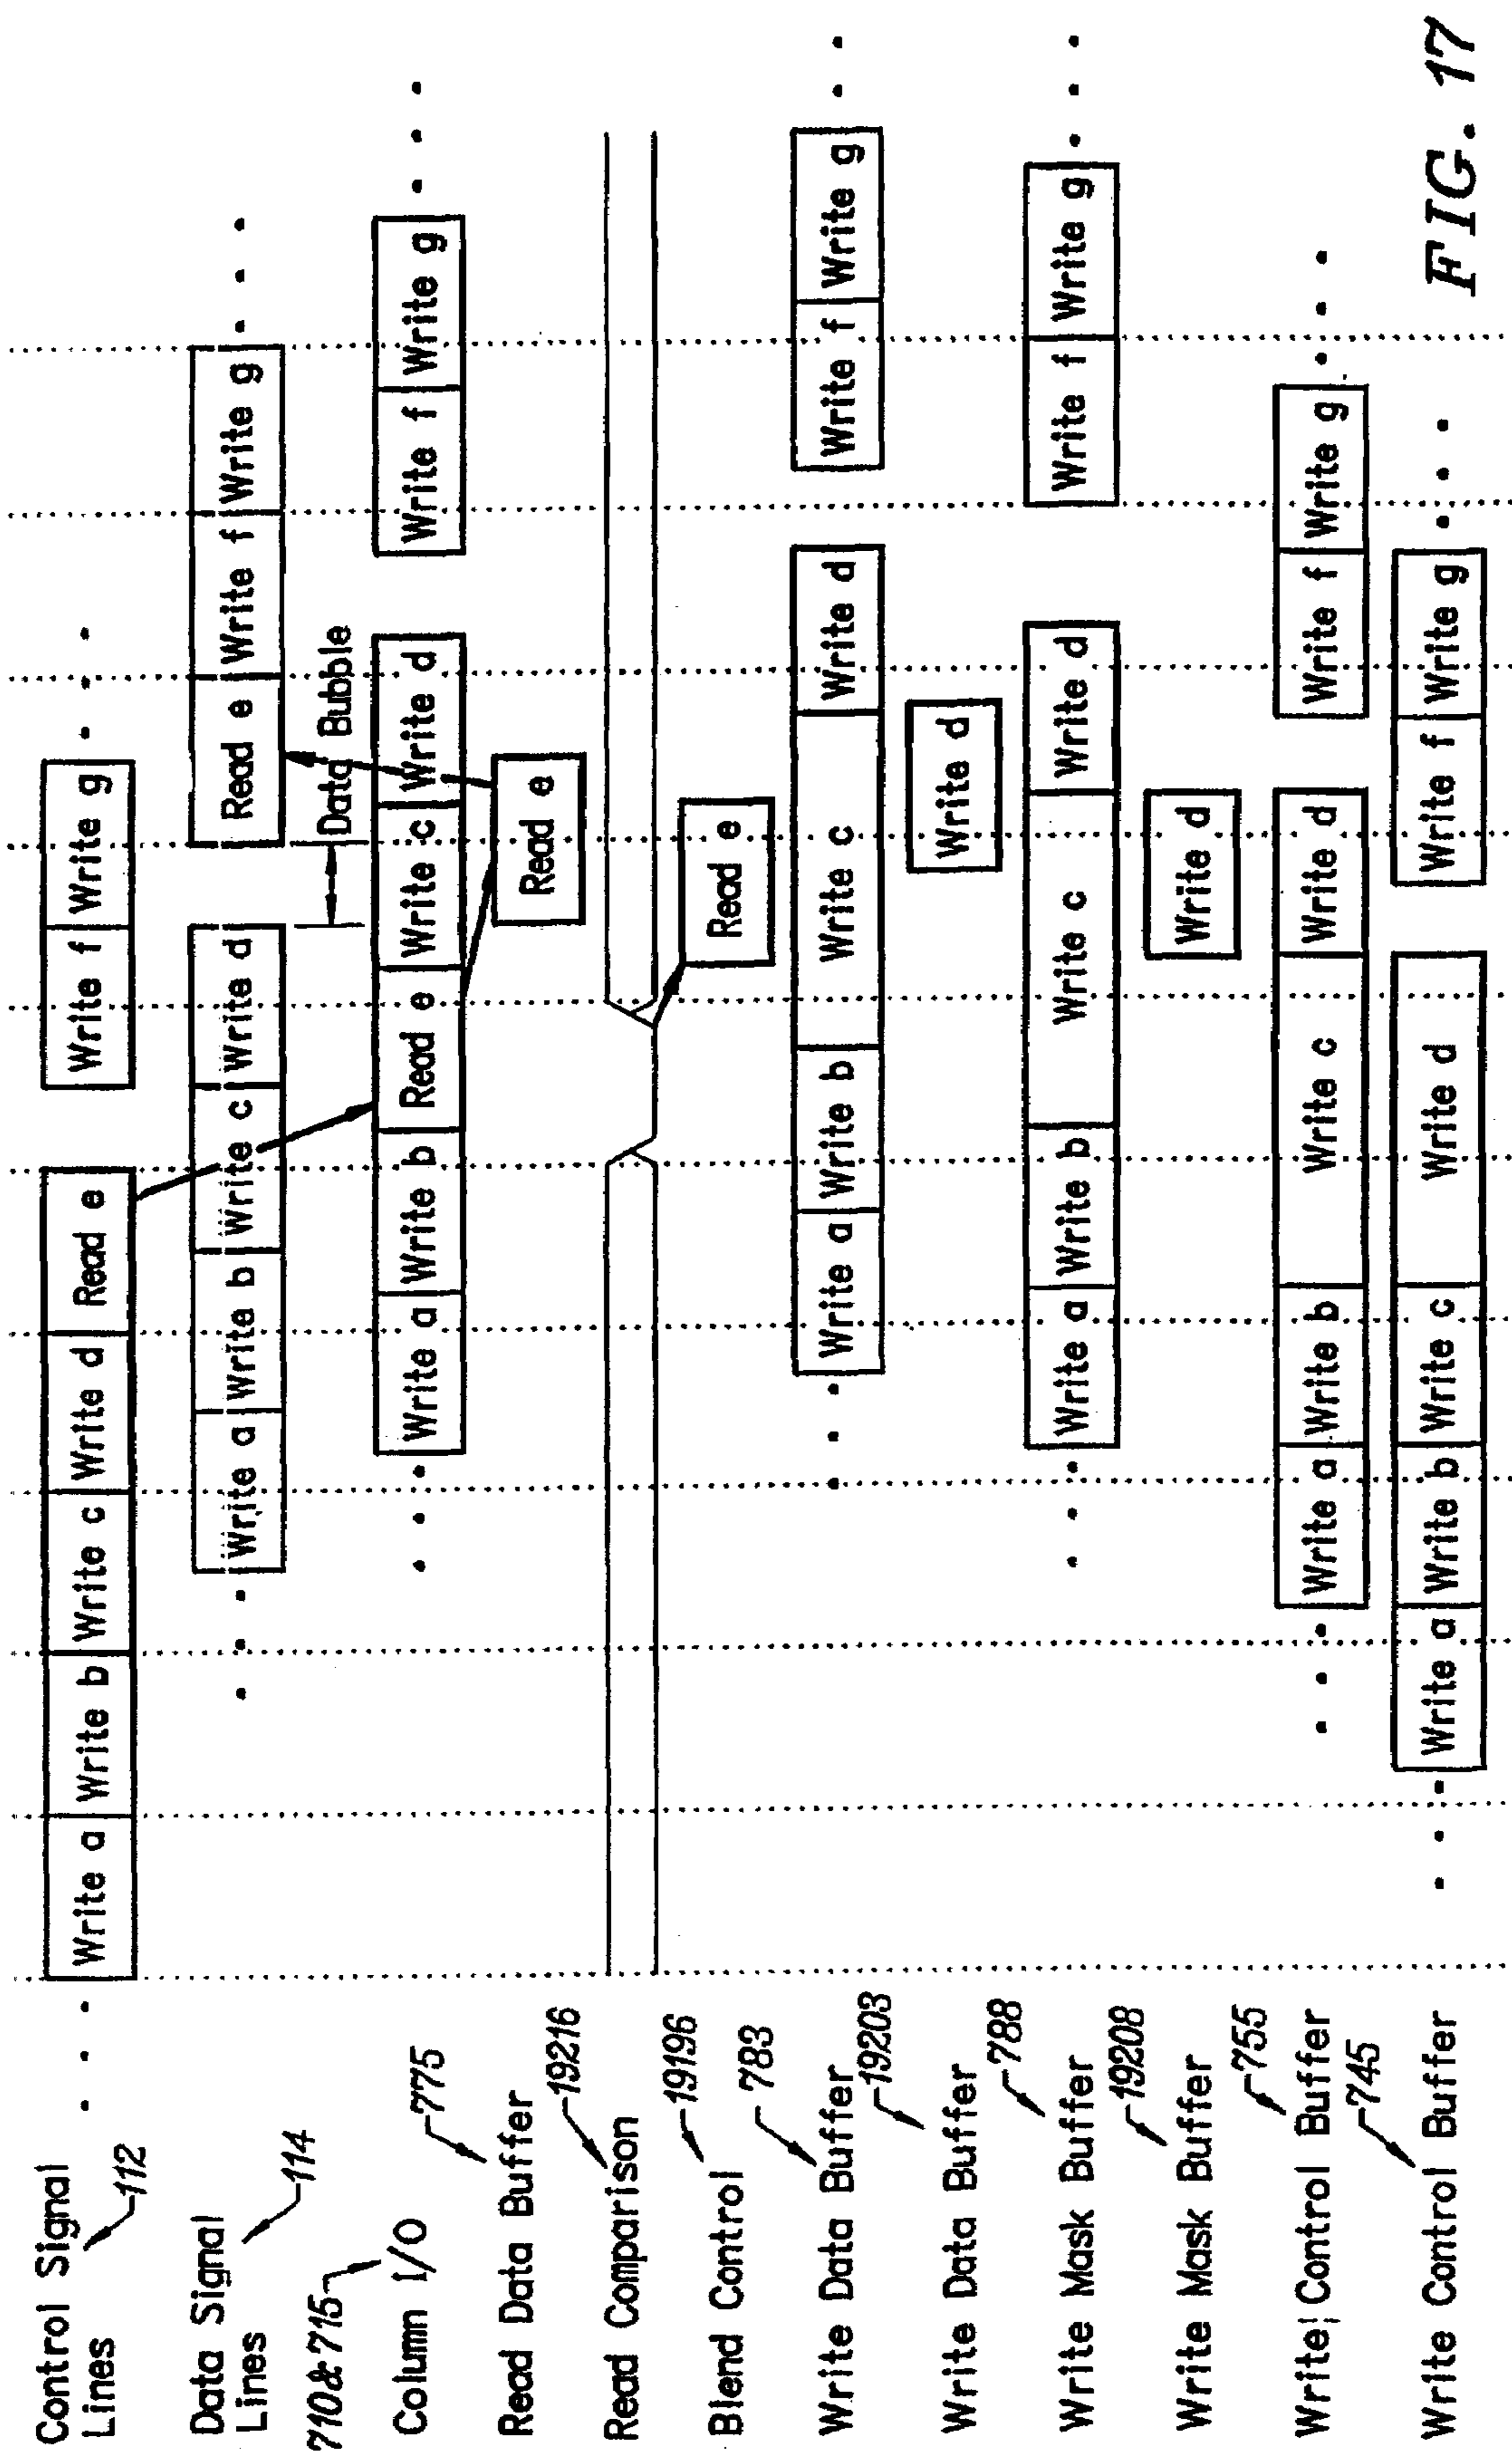 Control Signal
Lines
112
. . . Write a Write b Write c Write d Read e Write f Write g . . .
Data Signal
Lines
114
. . . Write a Write b Write c Write d Read e Write f Write g . . .
Data Bubble
710&715
Column I/O
. . . Write a Write b Read e Write c Write d Write f Write g . . .
775
Read Data Buffer
Read e
19216
Read Comparison
19196
Blend Control
Read e
783
Write Data Buffer
. . . Write a Write b Write c Write d Write f Write g . . .
19203
Write Data Buffer
Write d
788
Write Mask Buffer
. . . Write a Write b Write c Write d Write f Write g . . .
19208
Write Mask Buffer
Write d
755
Write Control Buffer
. . . Write a Write b Write c Write d Write f Write g . . .
745
Write Control Buffer
. . . Write a Write b Write c Write d Write f Write g . . .
FIG. 17